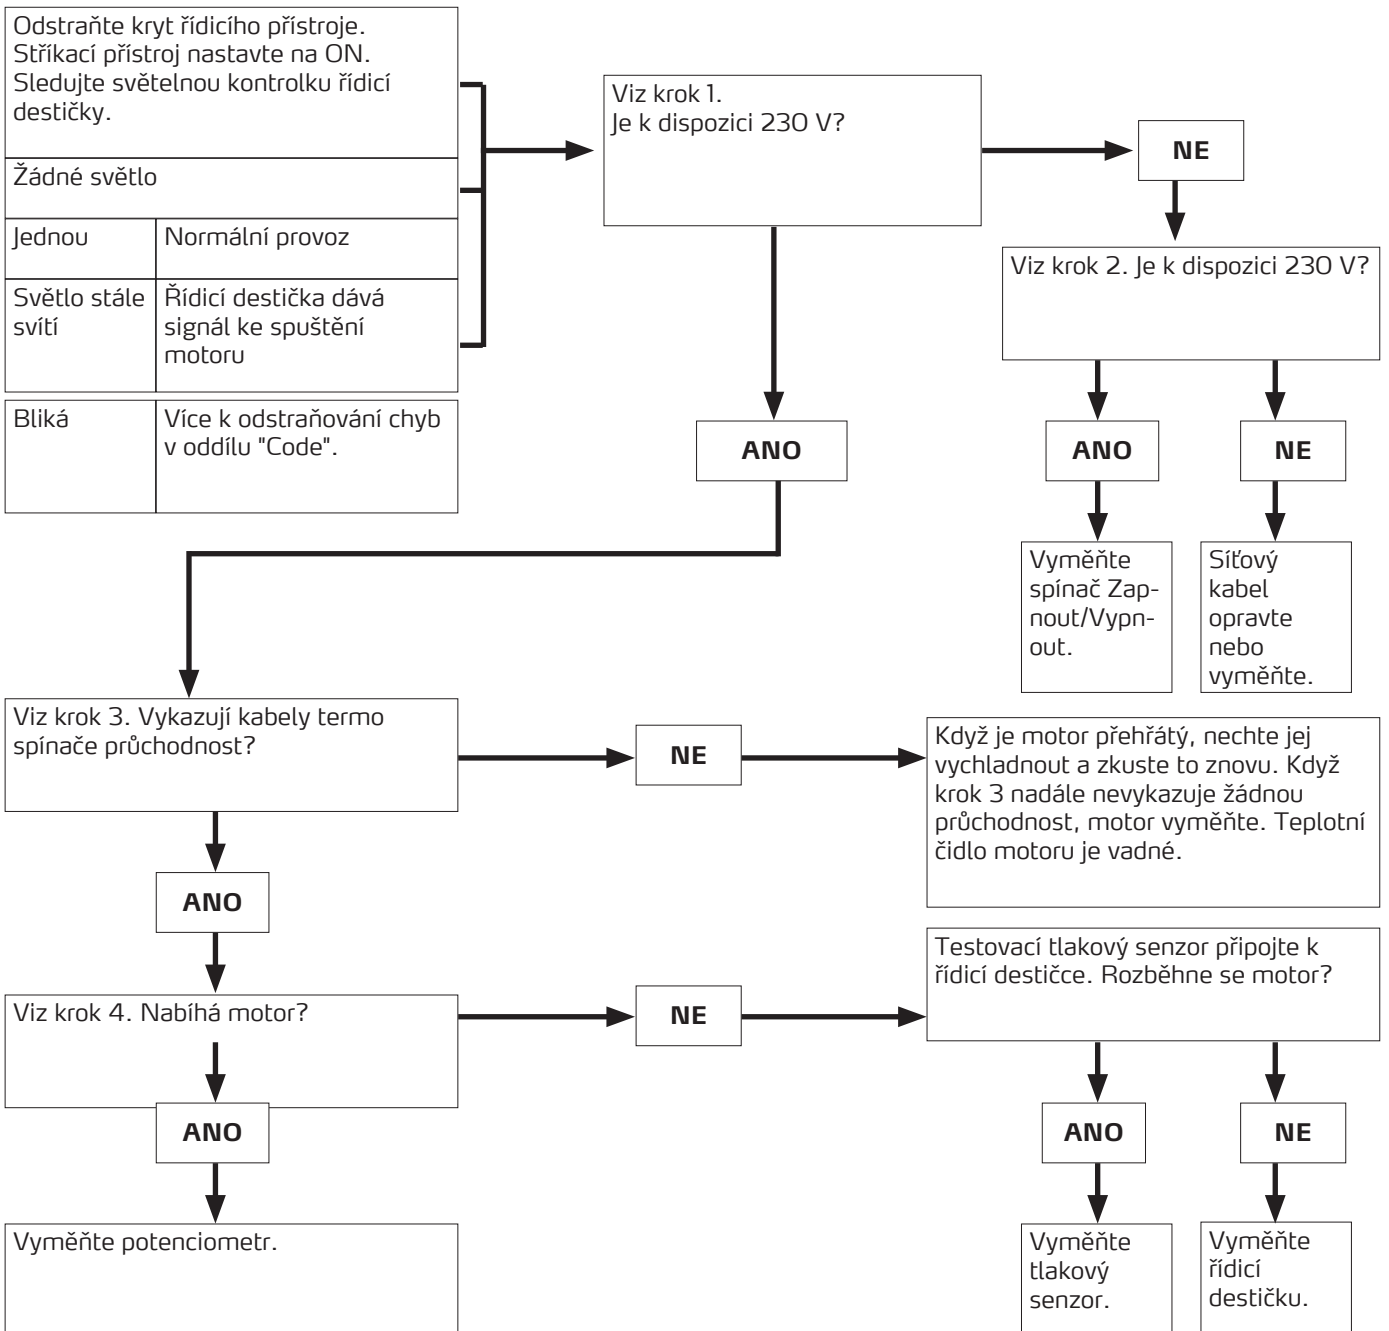 Odstraňte kryt řídicího přístroje.
Stříkací přístroj nastavte na ON.
Sledujte světelnou kontrolku řídicí
destičky.
Žádné světlo
Jednou
Normální provoz
Světlo stále
svítí
Řídicí destička dává
signál ke spuštění
motoru
Bliká
Více k odstraňování chyb
v oddílu "Code".
Viz krok 1.
Je k dispozici 230 V?
NE
Viz krok 2. Je k dispozici 230 V?
ANO
ANO
NE
Vyměňte
spínač Zap-
nout/Vypn-
out.
Síťový
kabel
opravte
nebo
vyměňte.
Viz krok 3. Vykazují kabely termo
spínače průchodnost?
NE
Když je motor přehřátý, nechte jej
vychladnout a zkuste to znovu. Když
krok 3 nadále nevykazuje žádnou
průchodnost, motor vyměňte. Teplotní
čidlo motoru je vadné.
ANO
Viz krok 4. Nabíhá motor?
NE
Testovací tlakový senzor připojte k
řídicí destičce. Rozběhne se motor?
ANO
ANO
NE
Vyměňte potenciometr.
Vyměňte
tlakový
senzor.
Vyměňte
řídicí
destičku.